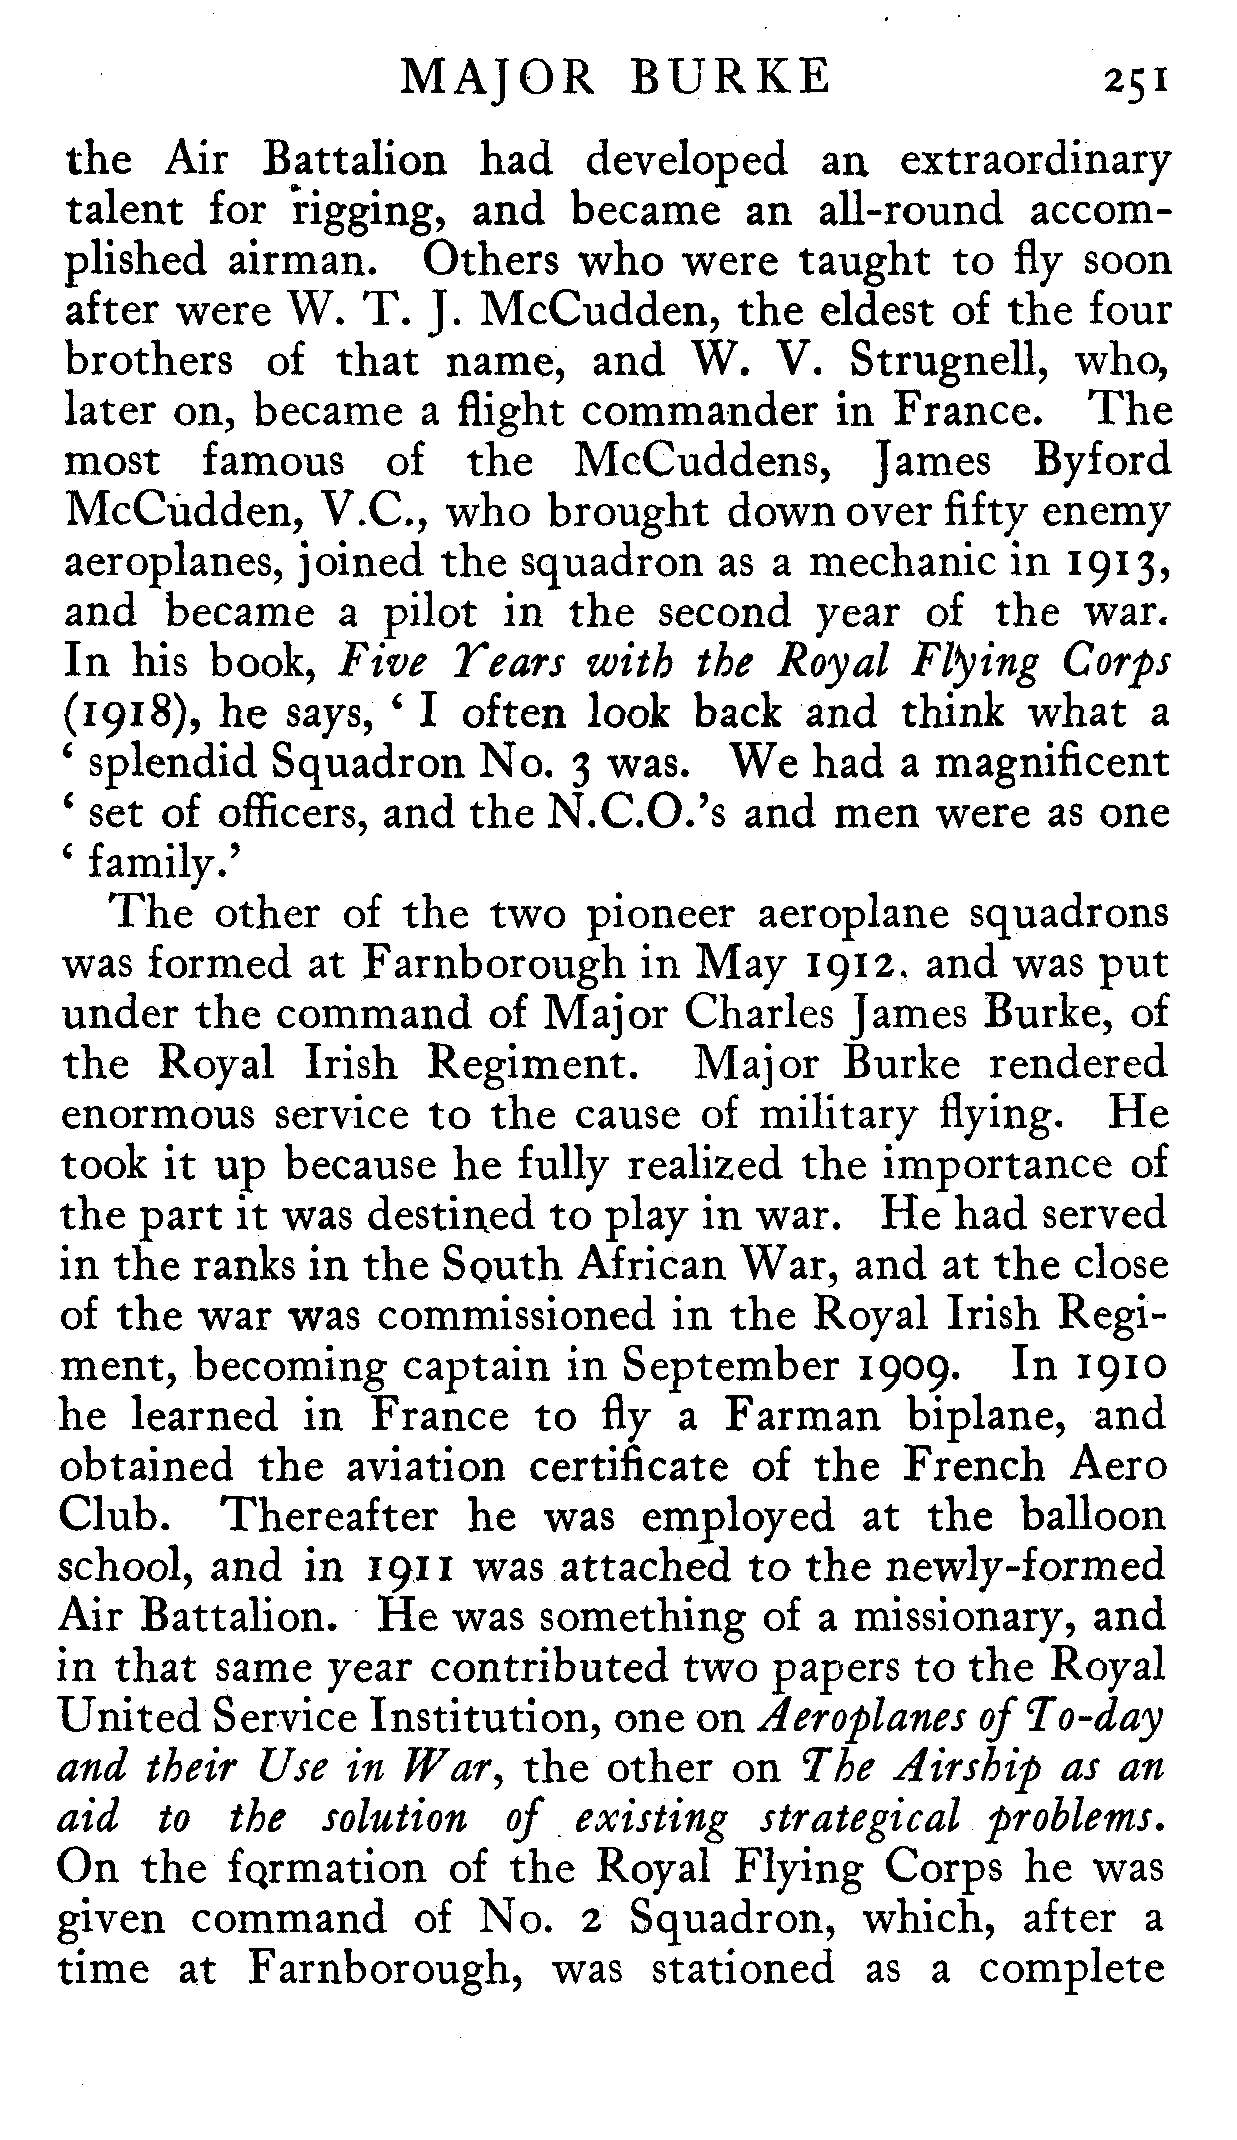 MAJOR BURKE 251
the Air Battalion had developed an extraordinary
talent for rigging, and became an all-round accom-
plished airman. Others who were taught to fly soon
after were W. T. J. McCudden, the eldest of the four
brothers of that name, and W. V. Strugnell, who,
later on, became a flight commander in France. The
most famous of the McCuddens, James Byford
McCudden, V.C., who brought down over fifty enemy
aeroplanes, joined the squadron as a mechanic in 1913,
and became a pilot in the second year of the war.
In his book, Five Years with the Royal Flying Corps
(1918), he says, ‘ I often look back and think what a
‘ splendid Squadron No. 3 was. We had a magnificent
‘ set of officers, and the N.C.O.’s and men were as one
‘ family.’
The other of the two pioneer aeroplane squadrons
was formed at Farnborough in May 1912, and was put
under the command of Major Charles James Burke, of
the Royal Irish Regiment. Major Burke rendered
enormous service to the cause of military flying. He
took it up because he fully realized the importance of
the part it was destined to play in war. He had served
in the ranks in the South African War, and at the close
of the war was commissioned in the Royal Irish Regi-
ment, becoming captain in September 1909. In 1910
he learned in France to fly a Farman biplane, and
obtained the aviation certificate of the French Aero
Club. Thereafter he was employed at the balloon
school, and in 1911 was attached to the newly-formed
Air Battalion. He was something of a missionary, and
in that same year contributed two papers to the Royal
United Service Institution, one on Aeroplanes of To-day
and their Use in War, the other on The Airship as an
aid to the solution of existing strategical problems.
On the formation of the Royal Flying Corps he was
given command of No. 2 Squadron, which, after a
time at Farnborough, was stationed as a complete